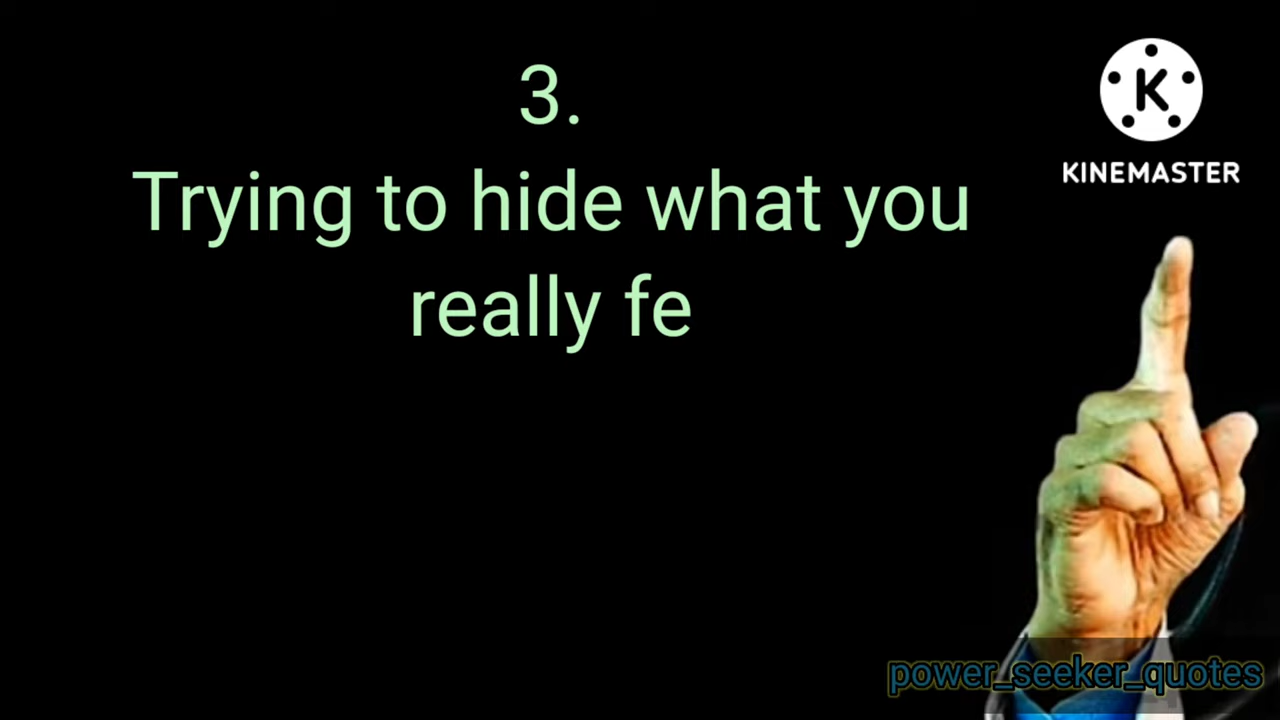 3.
Trying to hide what you
really fe
K
KINEMASTER
power_seeker_quotes